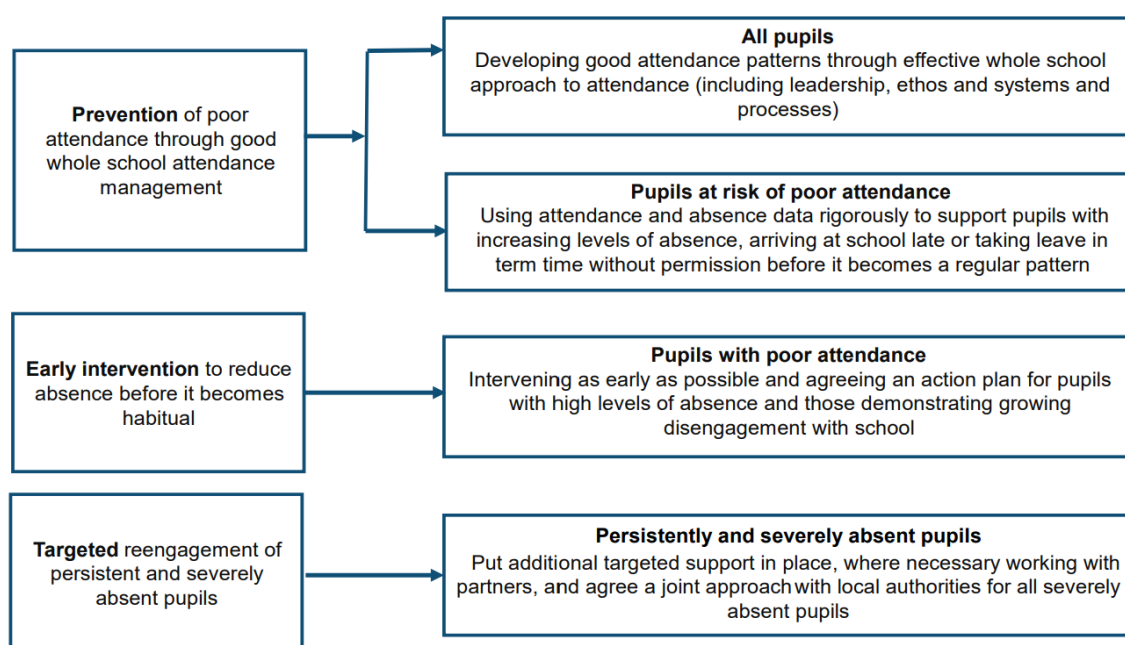 Prevention of poor
attendance through good
whole school attendance
management
All pupils
Developing good attendance patterns through effective whole school
approach to attendance (including leadership, ethos and systems and
processes)
Pupils at risk of poor attendance
Using attendance and absence data rigorously to support pupils with
increasing levels of absence, arriving at school late or taking leave in
term time without permission before it becomes a regular pattern
Early intervention to reduce
absence before it becomes
habitual
Pupils with poor attendance
Intervening as early as possible and agreeing an action plan for pupils
with high levels of absence and those demonstrating growing
disengagement with school
Targeted reengagement of
persistent and severely
absent pupils
Persistently and severely absent pupils
Put additional targeted support in place, where necessary working with
partners, and agree a joint approach with local authorities for all severely
absent pupils